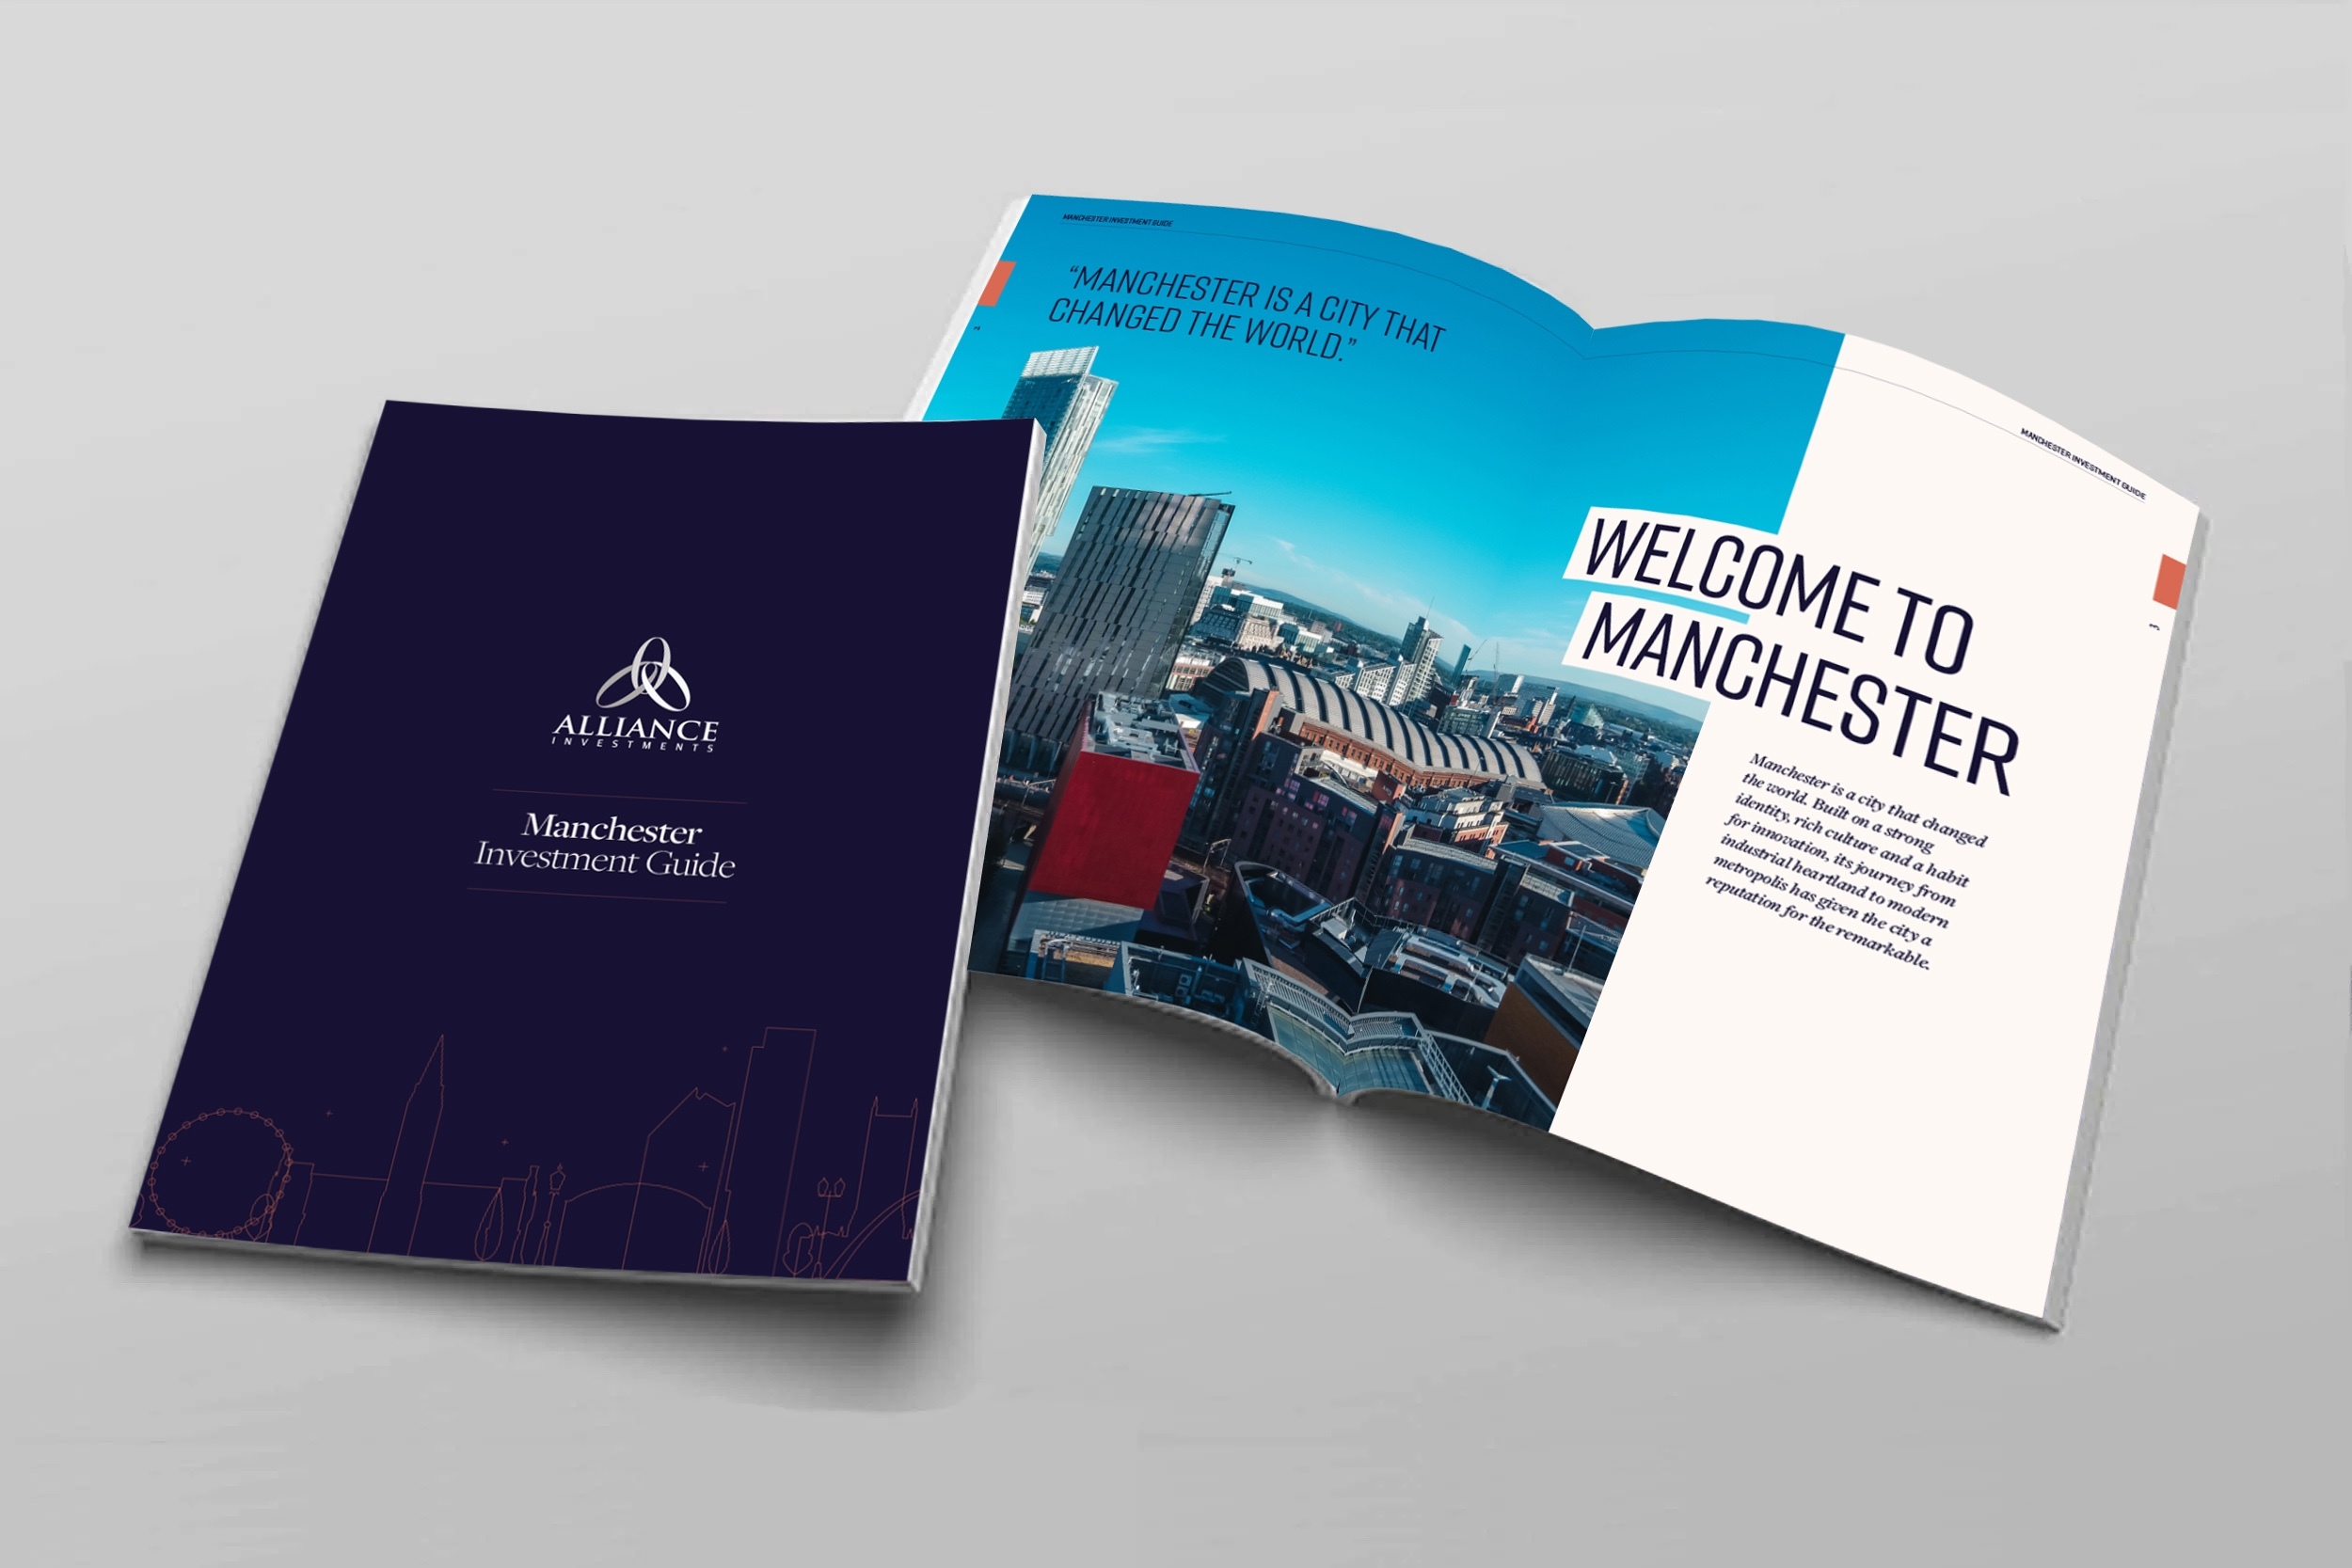 ALLIANCE
INVESTMENTS
Manchester
Investment Guide
MANCHESTER INVESTMENT GUIDE
“MANCHESTER IS A CITY THAT
CHANGED THE WORLD.”
2
MANCHESTER INVESTMENT GUIDE
3
WELCOME TO
MANCHESTER
Manchester is a city that changed
the world. Built on a strong
identity, rich culture and a habit
for innovation, its journey from
industrial heartland to modern
metropolis has given the city a
reputation for the remarkable.